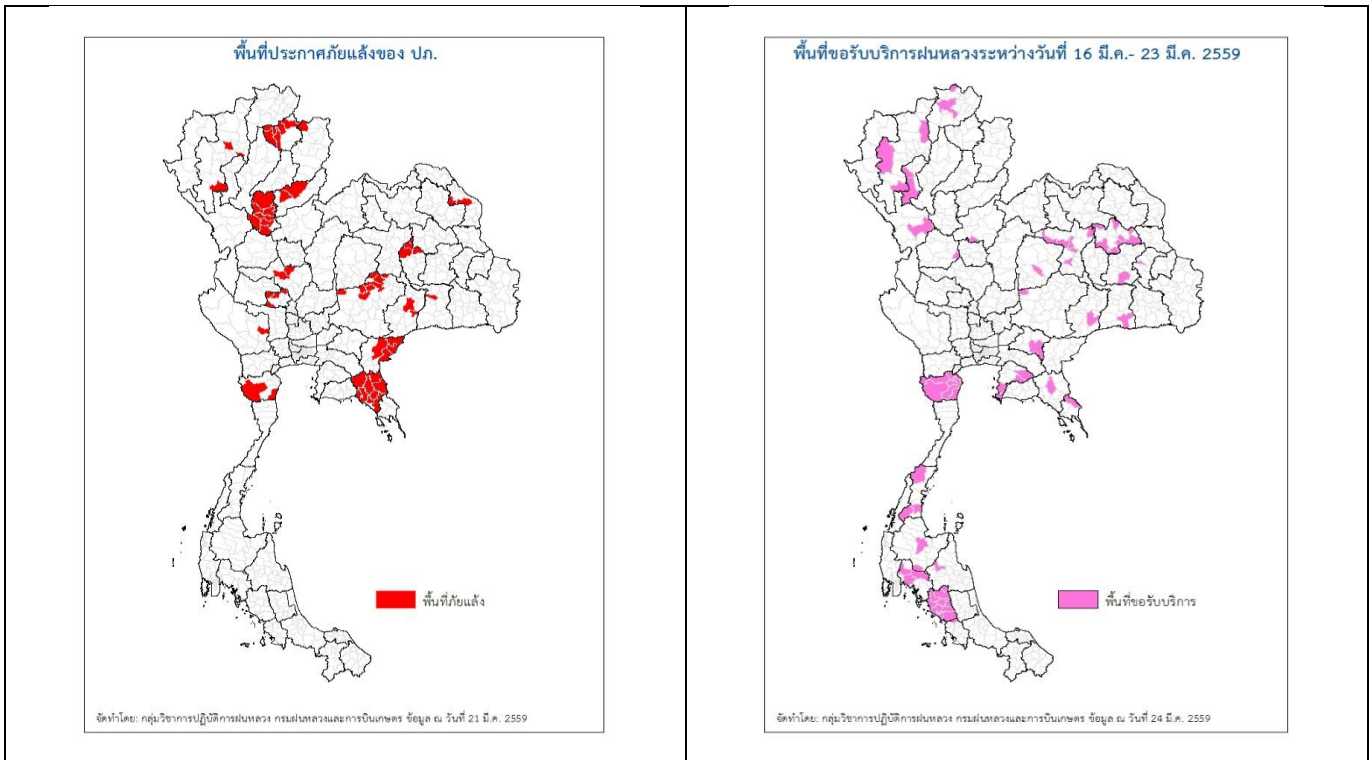 พื้นที่ประกาศภัยแล้งของ ปภ.
พื้นที่ภัยแล้ง
จัดทำโดย: กลุ่มวิชาการปฏิบัติการฝนหลวง กรมฝนหลวงและการบินเกษตร ข้อมูล ณ วันที่ 21 มี.ค. 2559
พื้นที่ขอรับบริการฝนหลวงระหว่างวันที่ 16 มี.ค.- 23 มี.ค. 2559
พื้นที่ขอรับบริการ
จัดทำโดย: กลุ่มวิชาการปฏิบัติการฝนหลวง กรมฝนหลวงและการบินเกษตร ข้อมูล ณ วันที่ 24 มี.ค. 2559